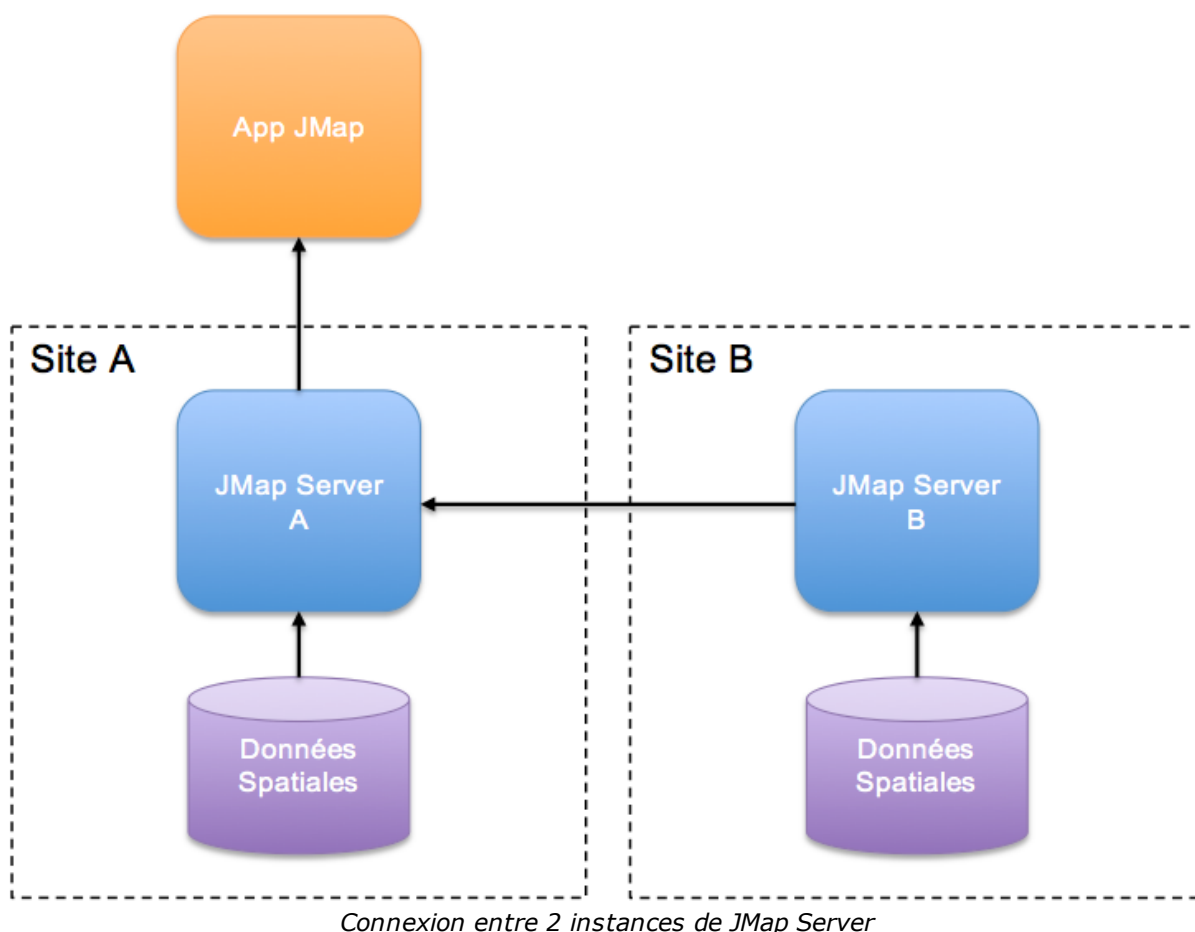 App JMap
Site A
Site B
JMap Server
A
JMap Server
B
Données
Spatiales
Données
Spatiales
Connexion entre 2 instances de JMap Server